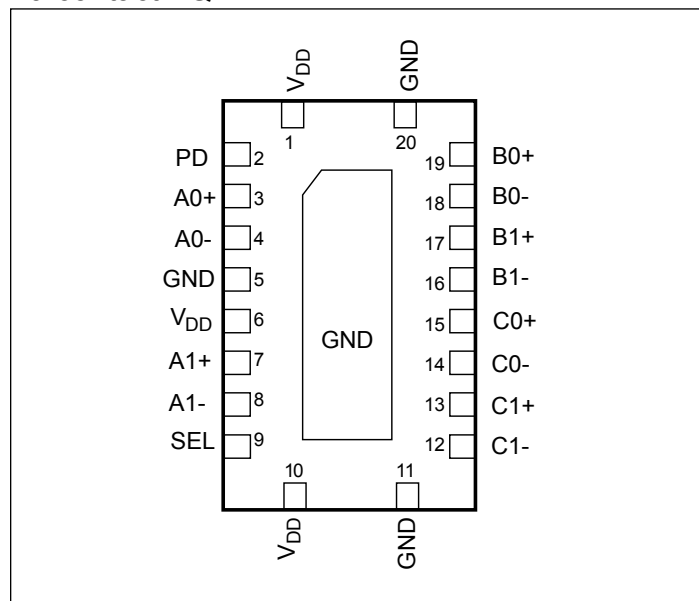 VDD GND
1 20
PD 2 19 B0+
A0+ 3 18 B0-
A0- 4 17 B1+
GND 5 16 B1-
VDD 6 15 C0+
GND
A1+ 7 14 C0-
A1- 8 13 C1+
SEL 9 12 C1-
10 11
VDD GND